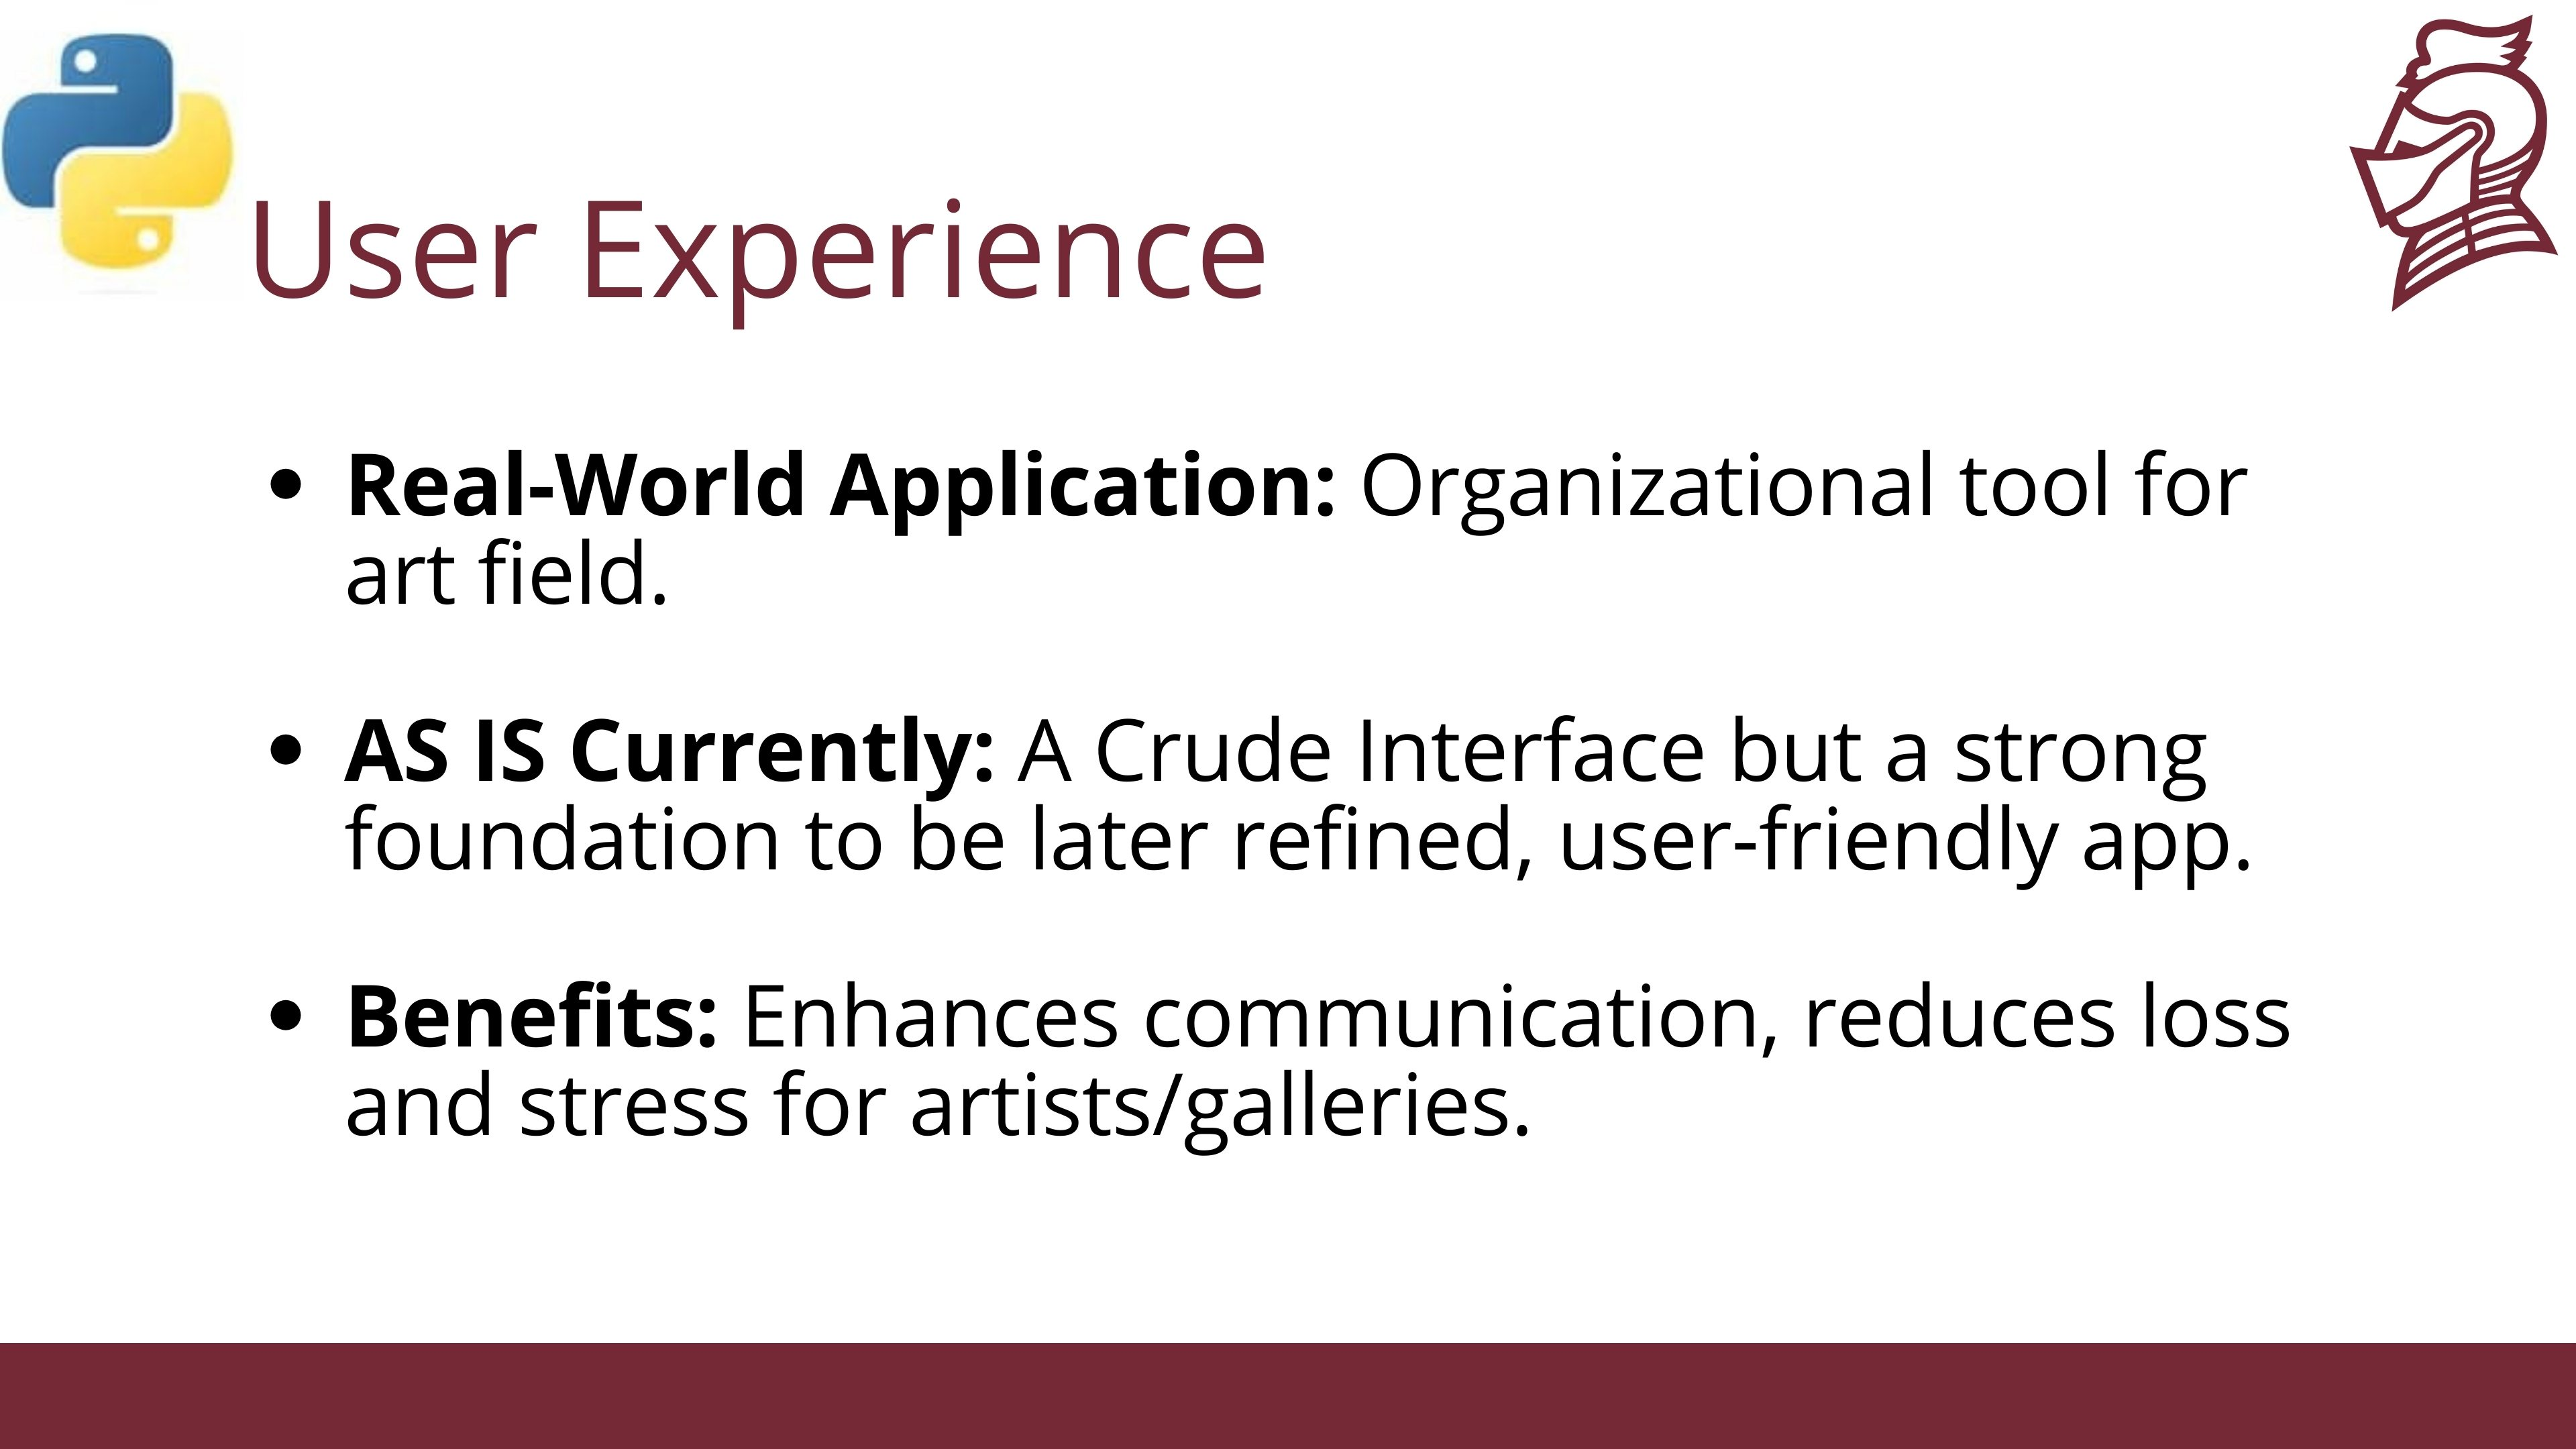 User Experience
• Real-World Application: Organizational tool for
art field.
• AS IS Currently: A Crude Interface but a strong
foundation to be later refined, user-friendly app.
• Benefits: Enhances communication, reduces loss
and stress for artists/galleries.